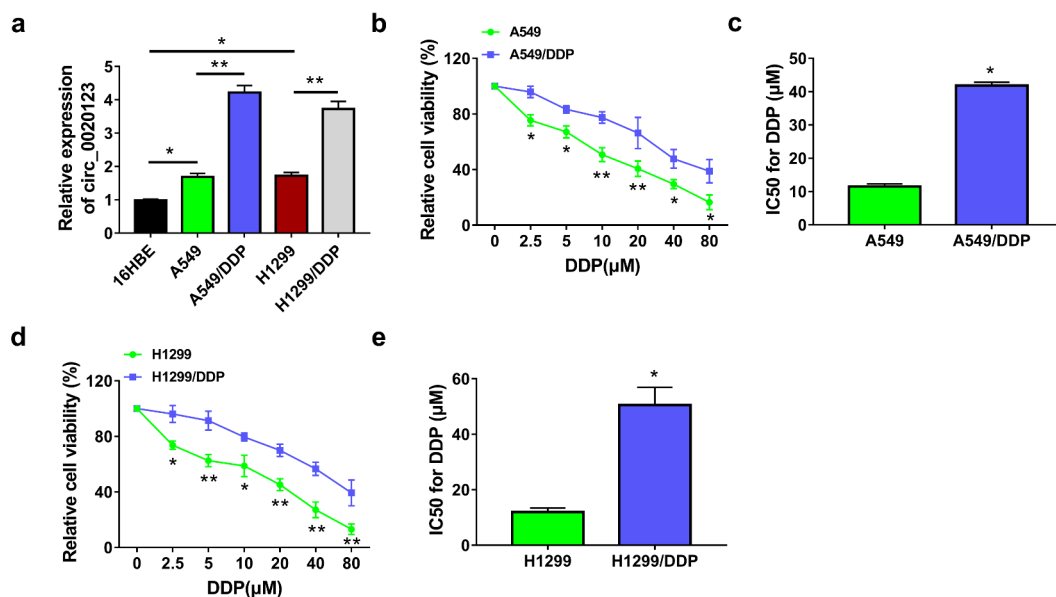 a
Relative expression
of circ_0020123
5
4
3
2
1
0
*
**
*
**
16HBE
A549
A549/DDP
H1299
H1299/DDP
b
A549
A549/DDP
Relative cell viability (%)
120
80
40
0
*
*
**
**
*
*
0 2.5 5 10 20 40 80
DDP(μM)
c
IC50 for DDP (μM)
50
40
30
20
10
0
*
A549 A549/DDP
d
H1299
H1299/DDP
Relative cell viability (%)
120
80
40
0
*
**
*
**
**
**
0 2.5 5 10 20 40 80
DDP(μM)
e
IC50 for DDP (μM)
60
40
20
0
*
H1299 H1299/DDP